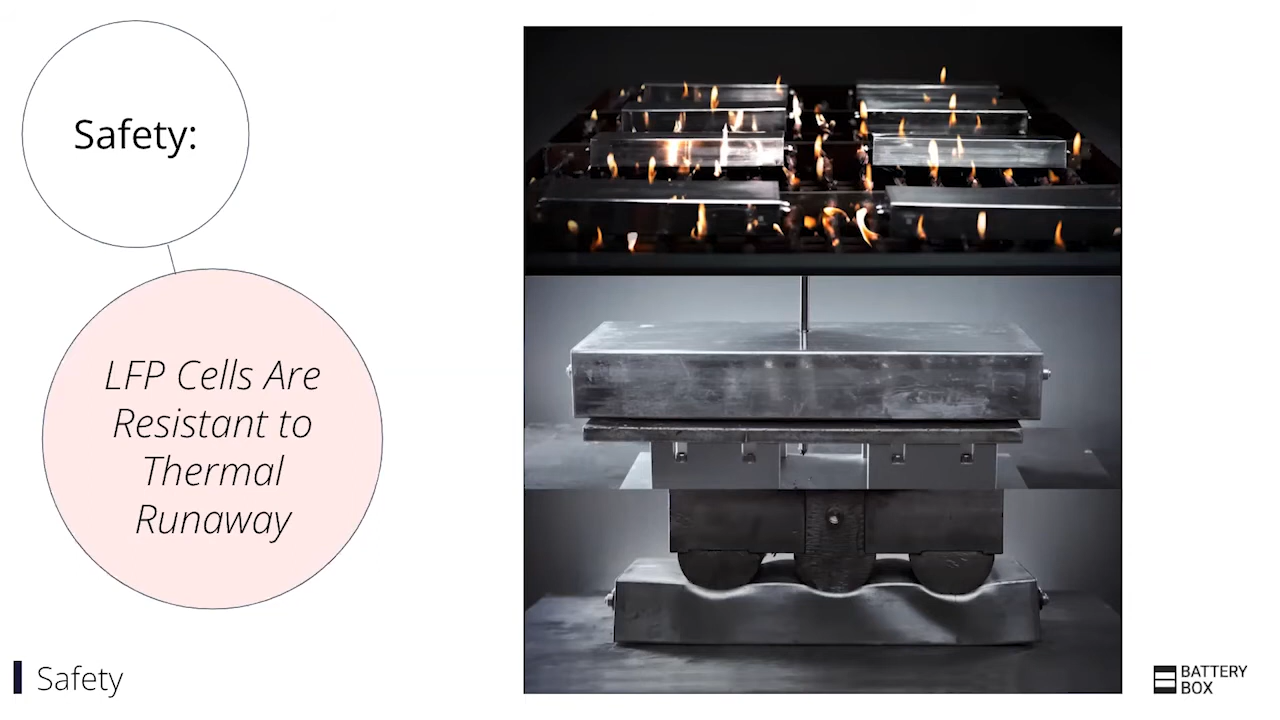 Safety:
LFP Cells Are
Resistant to
Thermal
Runaway
Safety
BATTERY
BOX